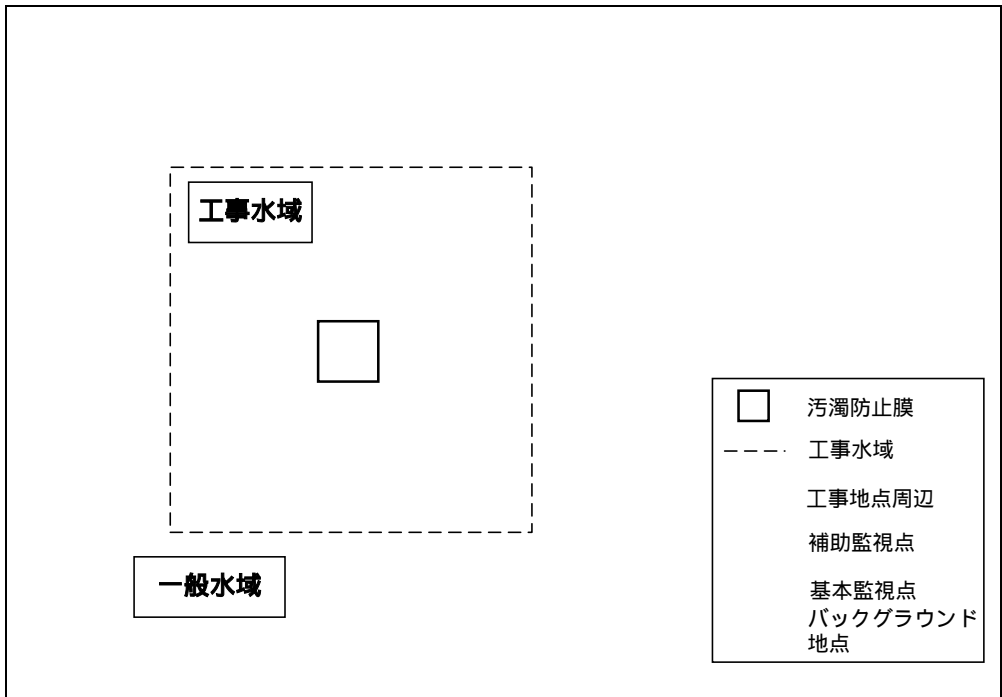 工事水域
一般水域
汚濁防止膜
工事水域
工事地点周辺
補助監視点
基本監視点
バックグラウンド
地点